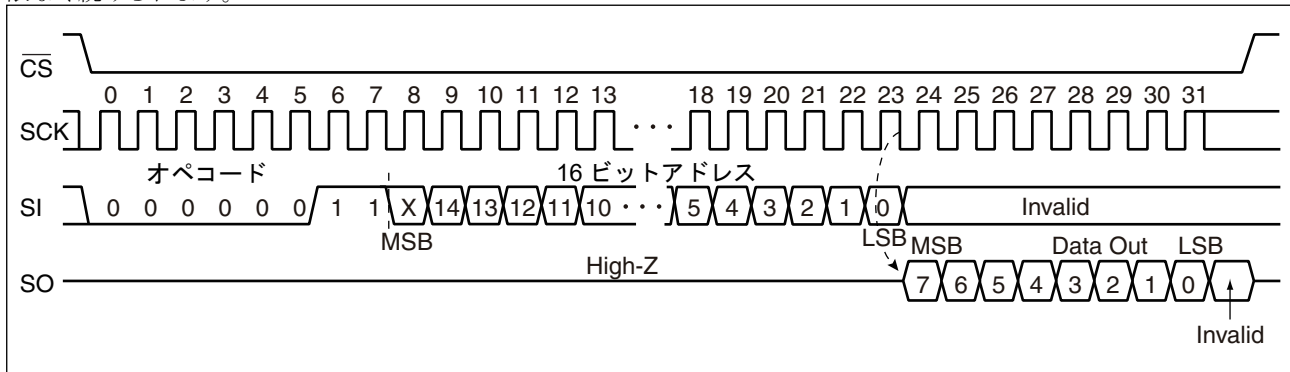 CS
0 1 2 3 4 5 6 7 8 9 10 11 12 13 18 19 20 21 22 23 24 25 26 27 28 29 30 31
SCK ···
オペコード 16 ビットアドレス
SI 0 0 0 0 0 0 1 1 X 14 13 12 11 10 ··· 5 4 3 2 1 0 Invalid
MSB LSB MSB Data Out LSB
High-Z
SO 7 6 5 4 3 2 1 0
Invalid